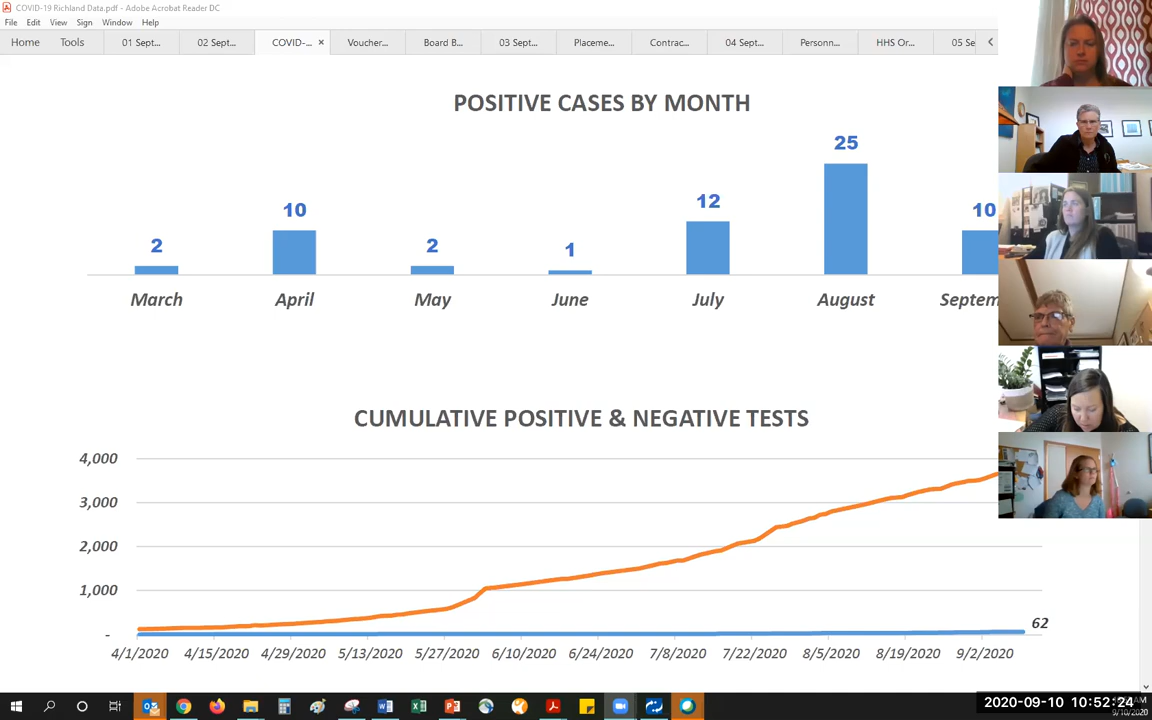 COVID-19 Richland Data.pdf - Adobe Acrobat Reader DC
File Edit View Sign Window Help
Home Tools 01 Sept... 02 Sept... COVID-... × Voucher... Board B... 03 Sept... Placeme... Contrac... 04 Sept... Personn... HHS Or... 05 Se
POSITIVE CASES BY MONTH
2 10 2 1 12 25 10
March April May June July August Septem
CUMULATIVE POSITIVE & NEGATIVE TESTS
4,000
3,000
2,000
1,000
-
62
4/1/2020 4/15/2020 4/29/2020 5/13/2020 5/27/2020 6/10/2020 6/24/2020 7/8/2020 7/22/2020 8/5/2020 8/19/2020 9/2/2020
2020-09-10 10:52:24
9/10/2020